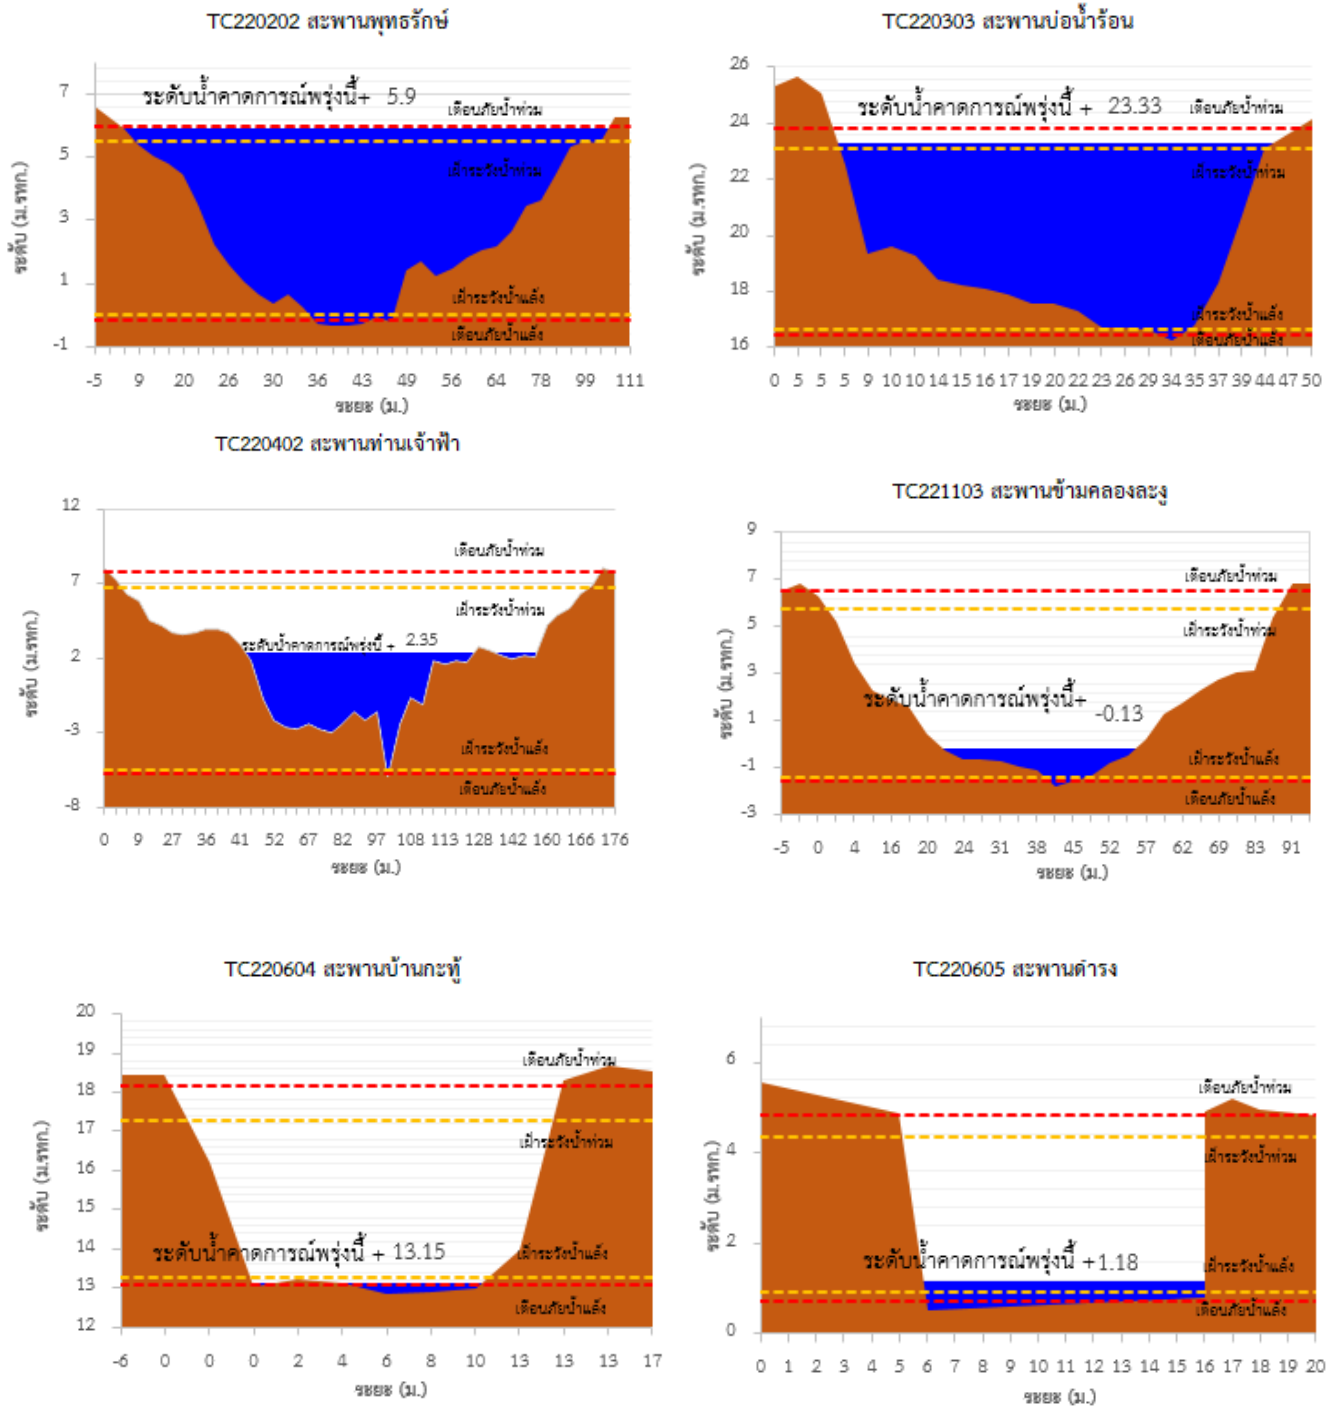 TC220202 สะพานพุทธรักษ์
ระดับน้ำคาดการณ์พรุ่งนี้+ 5.9
เตือนภัยน้ำท่วม
เฝ้าระวังน้ำท่วม
เฝ้าระวังน้ำแล้ง
เตือนภัยน้ำแล้ง
ระดับ (ม.รทก.)
7
5
3
1
-1
-5 9 20 26 30 36 43 49 56 64 78 99 111
ระยะ (ม.)
TC220303 สะพานบ่อน้ำร้อน
ระดับน้ำคาดการณ์พรุ่งนี้ + 23.33
เตือนภัยน้ำท่วม
เฝ้าระวังน้ำท่วม
เฝ้าระวังน้ำแล้ง
เตือนภัยน้ำแล้ง
ระดับ (ม.รทก.)
26
24
22
20
18
16
0 5 5 5 9 10 10 14 15 16 17 19 20 22 23 26 29 34 35 37 39 44 47 50
ระยะ (ม.)
TC220402 สะพานท่านเจ้าฟ้า
เตือนภัยน้ำท่วม
เฝ้าระวังน้ำท่วม
ระดับน้ำคาดการณ์พรุ่งนี้ + 2.35
เฝ้าระวังน้ำแล้ง
เตือนภัยน้ำแล้ง
ระดับ (ม.รทก.)
12
7
2
-3
-8
0 9 27 36 41 52 67 82 97 108 113 128 142 160 166 176
ระยะ (ม.)
TC221103 สะพานข้ามคลองละงู
เตือนภัยน้ำท่วม
เฝ้าระวังน้ำท่วม
ระดับน้ำคาดการณ์พรุ่งนี้+ -0.13
เฝ้าระวังน้ำแล้ง
เตือนภัยน้ำแล้ง
ระดับ (ม.รทก.)
9
7
5
3
1
-1
-3
-5 0 4 16 20 24 31 38 45 52 57 62 69 83 91
ระยะ (ม.)
TC220604 สะพานบ้านกะทู้
เตือนภัยน้ำท่วม
เฝ้าระวังน้ำท่วม
ระดับน้ำคาดการณ์พรุ่งนี้ + 13.15
เฝ้าระวังน้ำแล้ง
เตือนภัยน้ำแล้ง
ระดับ (ม.รทก.)
20
19
18
17
16
15
14
13
12
-6 0 0 0 2 4 6 10 13 13 13 17
ระยะ (ม.)
TC220605 สะพานดำรง
เตือนภัยน้ำท่วม
เฝ้าระวังน้ำท่วม
ระดับน้ำคาดการณ์พรุ่งนี้ +1.18
เฝ้าระวังน้ำแล้ง
เตือนภัยน้ำแล้ง
ระดับ (ม.รทก.)
6
4
2
0
0 1 2 4 5 5 6 6 8 10 11 12 14 15 16 16 17 18 19 20 20
ระยะ (ม.)